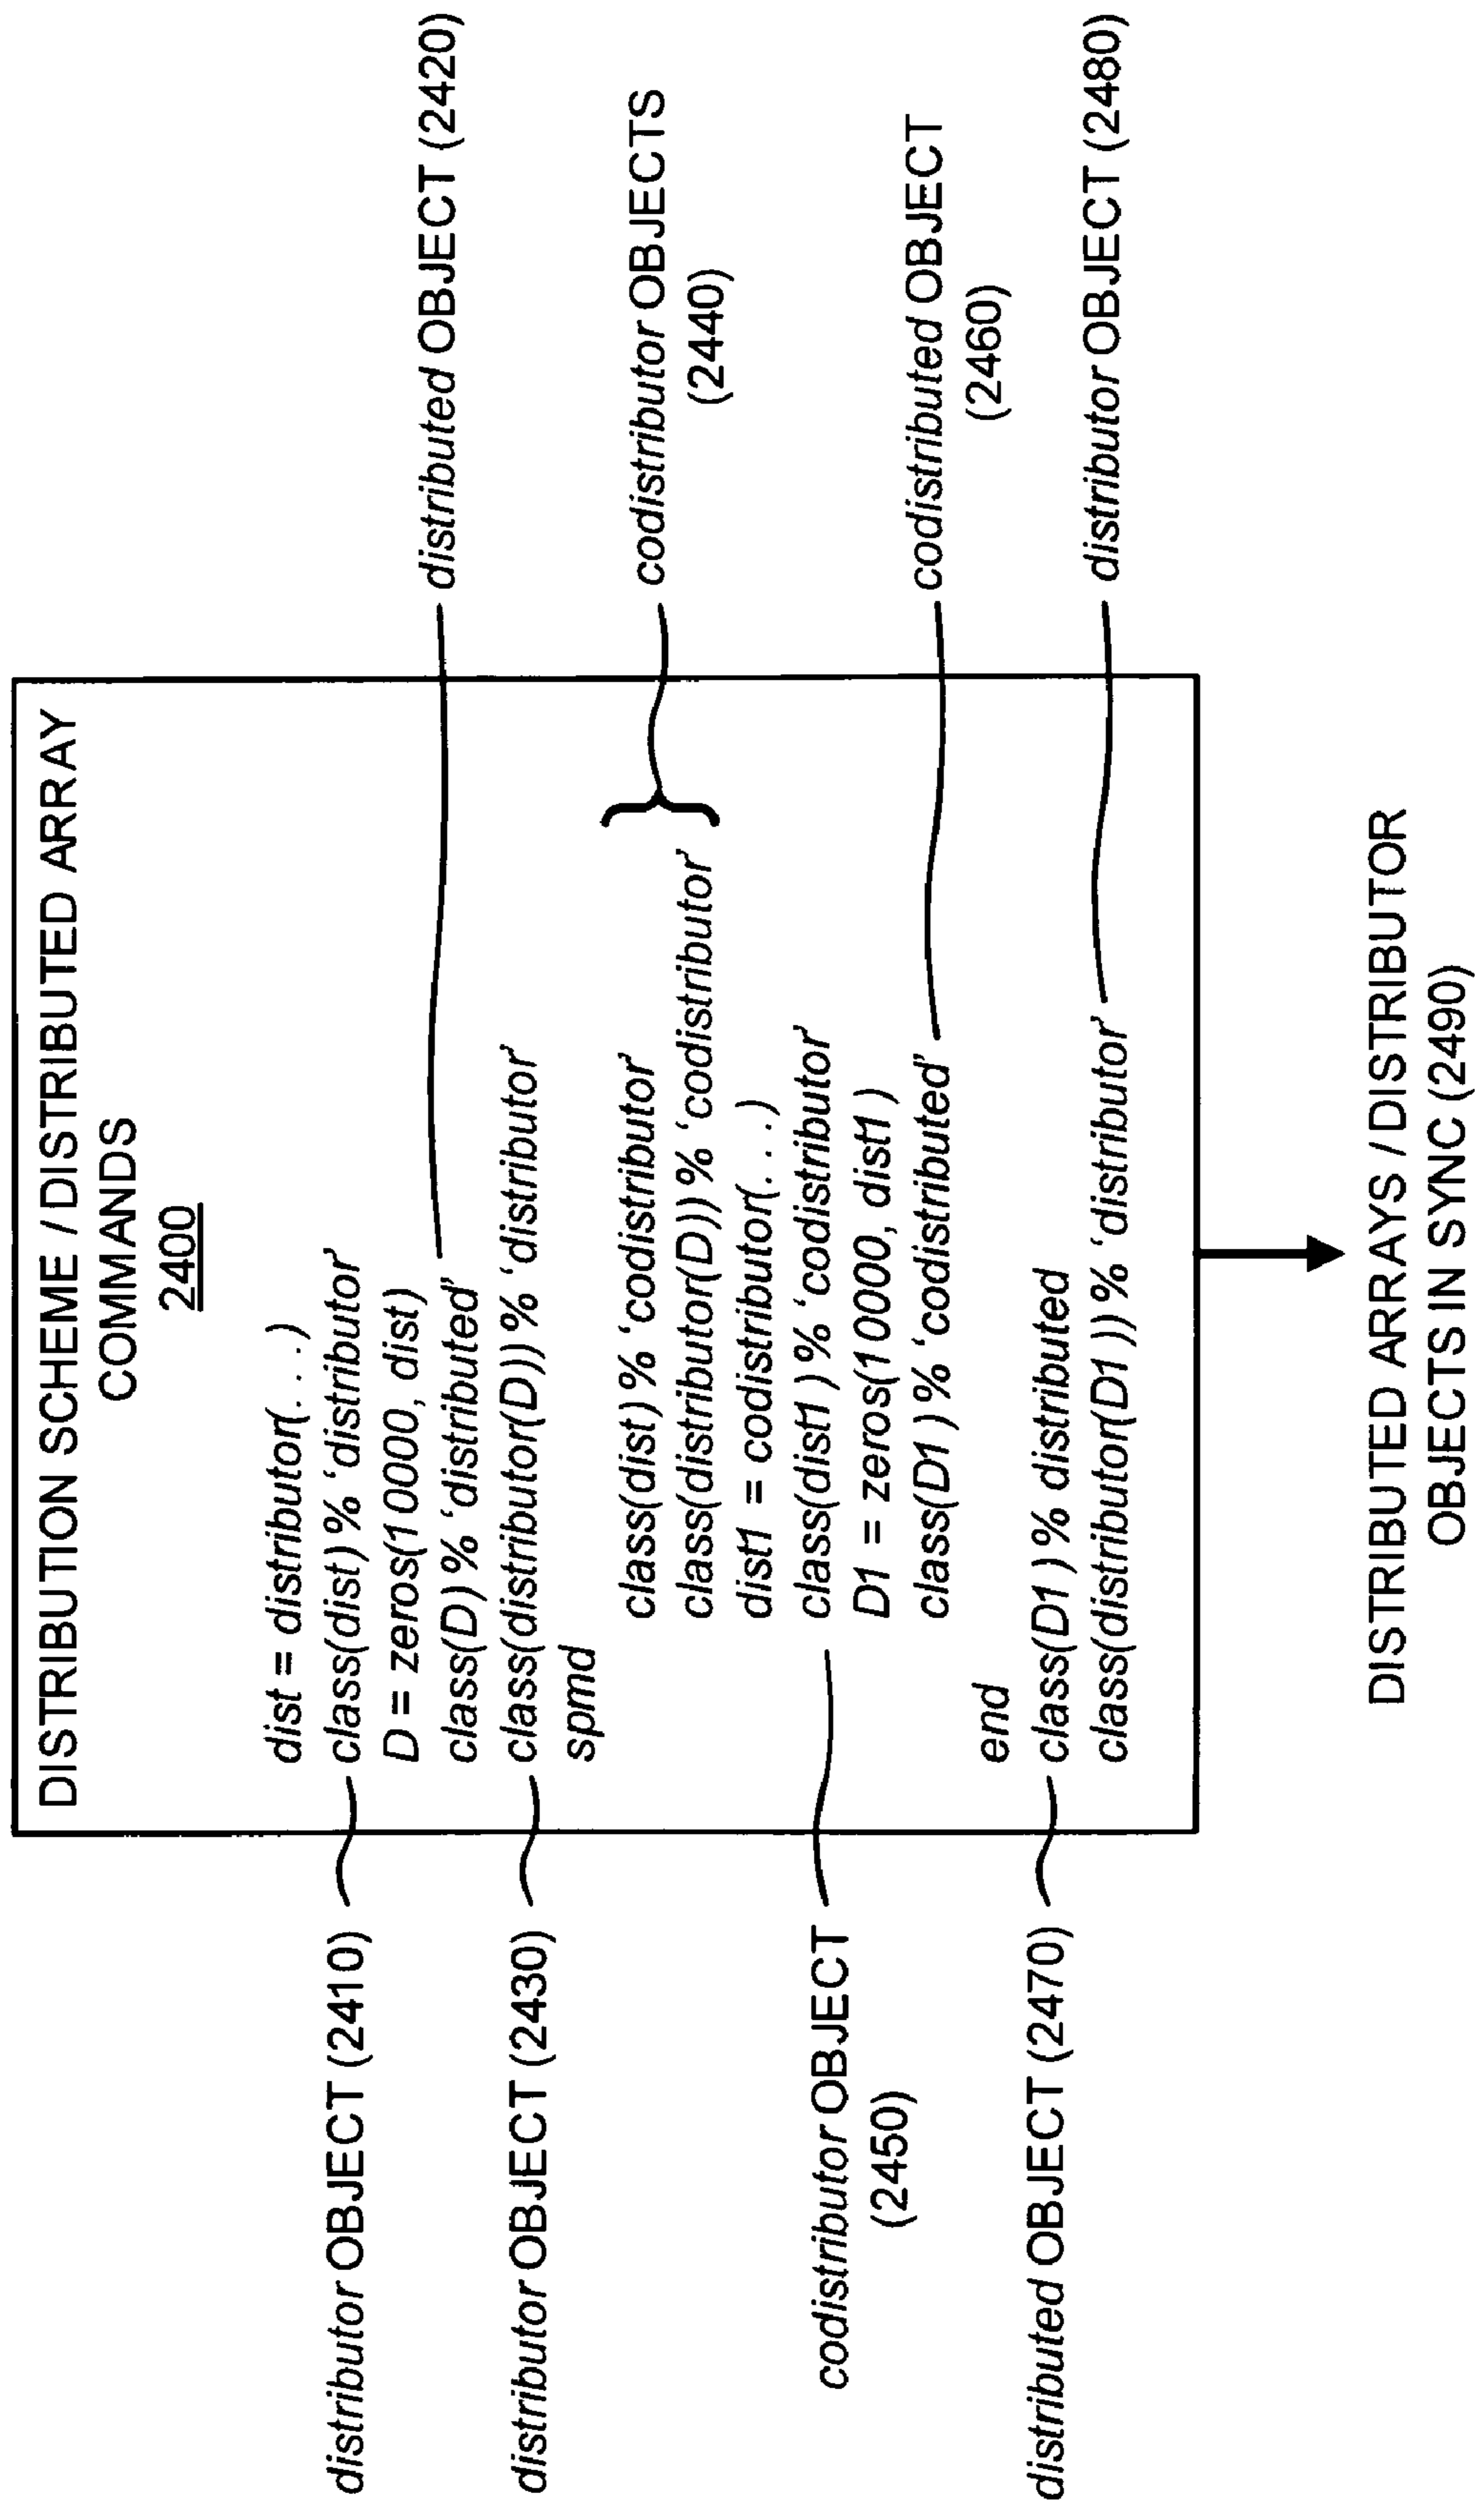 DISTRIBUTION SCHEME / DISTRIBUTED ARRAY
COMMANDS
2400
dist = distributor(. . .)
class(dist) % ‘distributor’
D = zeros(1000, dist)
class(D) % ‘distributed’
class(distributor(D)) % ‘distributor’
spmd
class(dist) % ‘codistributor’
class(distributor(D)) % ‘codistributor’
dist1 = codistributor(. . .)
class(dist1) % ‘codistributor’
D1 = zeros(1000, dist1)
class(D1) % ‘codistributed’
end
class(D1) % distributed
class(distributor(D1)) % ‘distributor’
distributor OBJECT (2410)
distributor OBJECT (2430)
codistributor OBJECT
(2450)
distributed OBJECT (2470)
distributed OBJECT (2420)
codistributor OBJECTS
(2440)
codistributed OBJECT
(2460)
distributor OBJECT (2480)
DISTRIBUTED ARRAYS / DISTRIBUTOR
OBJECTS IN SYNC (2490)